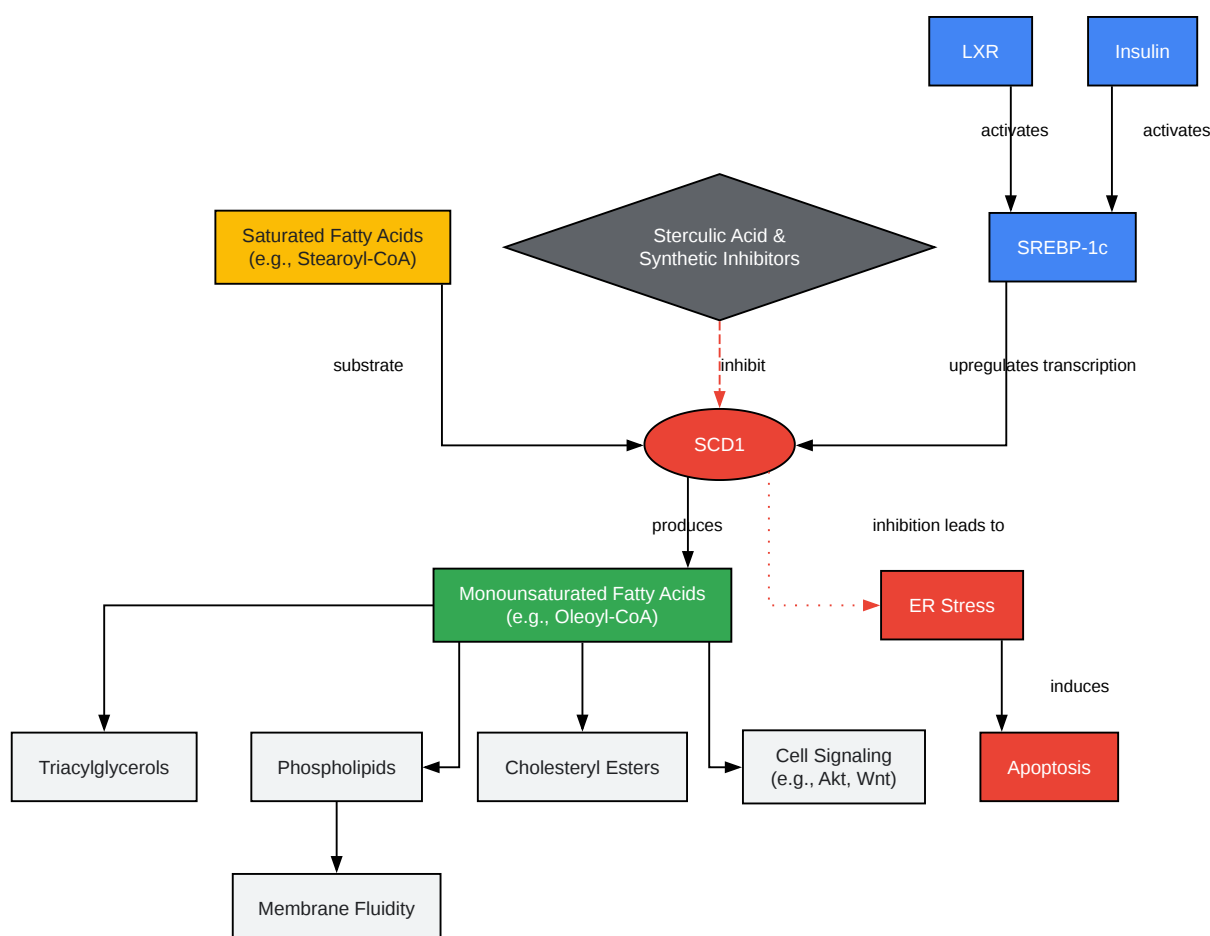 LXR
Insulin
activates
activates
Saturated Fatty Acids
(e.g., Stearoyl-CoA)
Sterculic Acid &
Synthetic Inhibitors
SREBP-1c
substrate
inhibit
upregulates transcription
SCD1
produces
inhibition leads to
Monounsaturated Fatty Acids
(e.g., Oleoyl-CoA)
ER Stress
induces
Triacylglycerols
Phospholipids
Cholesteryl Esters
Cell Signaling
(e.g., Akt, Wnt)
Apoptosis
Membrane Fluidity